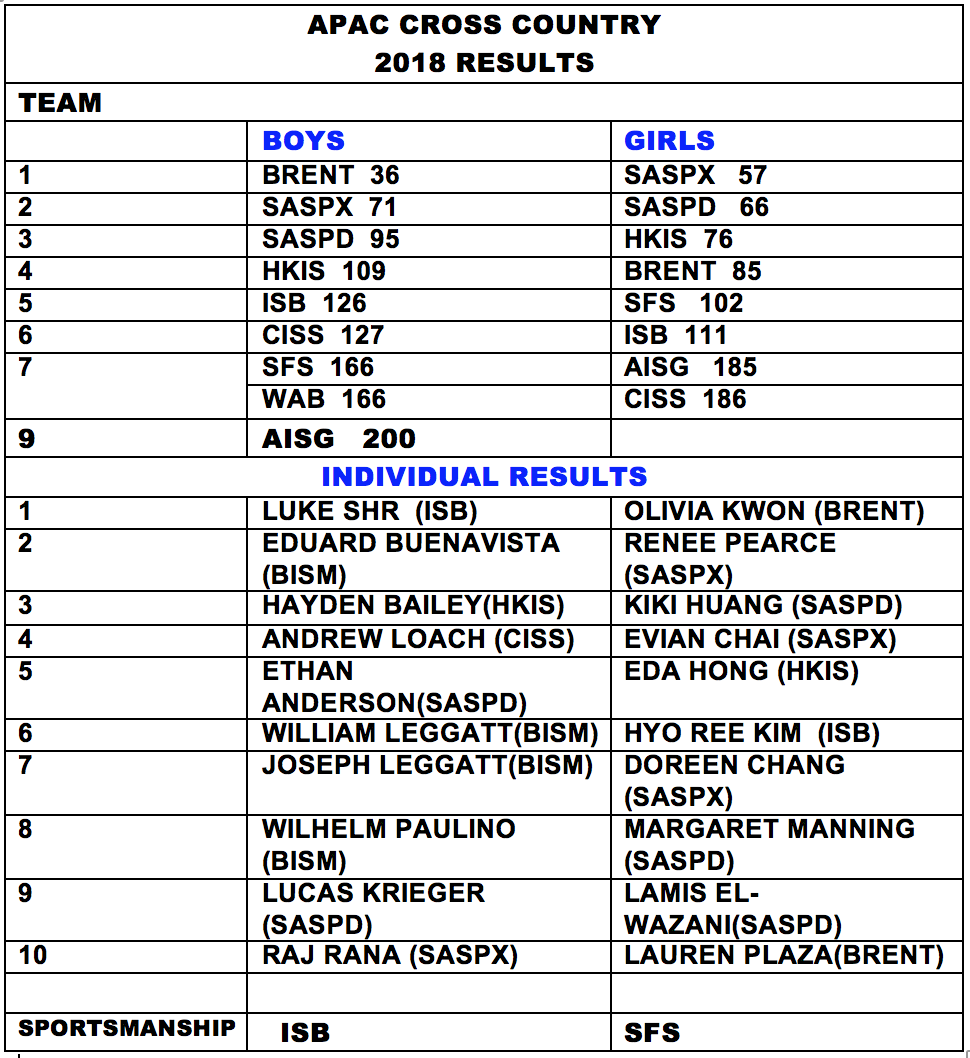 APAC CROSS COUNTRY
2018 RESULTS
TEAM
BOYS GIRLS
1 BRENT 36 SASPX 57
2 SASPX 71 SASPD 66
3 SASPD 95 HKIS 76
4 HKIS 109 BRENT 85
5 ISB 126 SFS 102
6 CISS 127 ISB 111
7 SFS 166 AISG 185
WAB 166 CISS 186
9 AISG 200
INDIVIDUAL RESULTS
1 LUKE SHR (ISB) OLIVIA KWON (BRENT)
2 EDUARD BUENAVISTA RENEE PEARCE
(BISM) (SASPX)
3 HAYDEN BAILEY(HKIS) KIKI HUANG (SASPD)
4 ANDREW LOACH (CISS) EVIAN CHAI (SASPX)
5 ETHAN EDA HONG (HKIS)
ANDERSON(SASPD)
6 WILLIAM LEGGATT(BISM) HYO REE KIM (ISB)
7 JOSEPH LEGGATT(BISM) DOREEN CHANG
(SASPX)
8 WILHELM PAULINO MARGARET MANNING
(BISM) (SASPD)
9 LUCAS KRIEGER LAMIS EL-
(SASPD) WAZANI(SASPD)
10 RAJ RANA (SASPX) LAUREN PLAZA(BRENT)
SPORTSMANSHIP ISB SFS